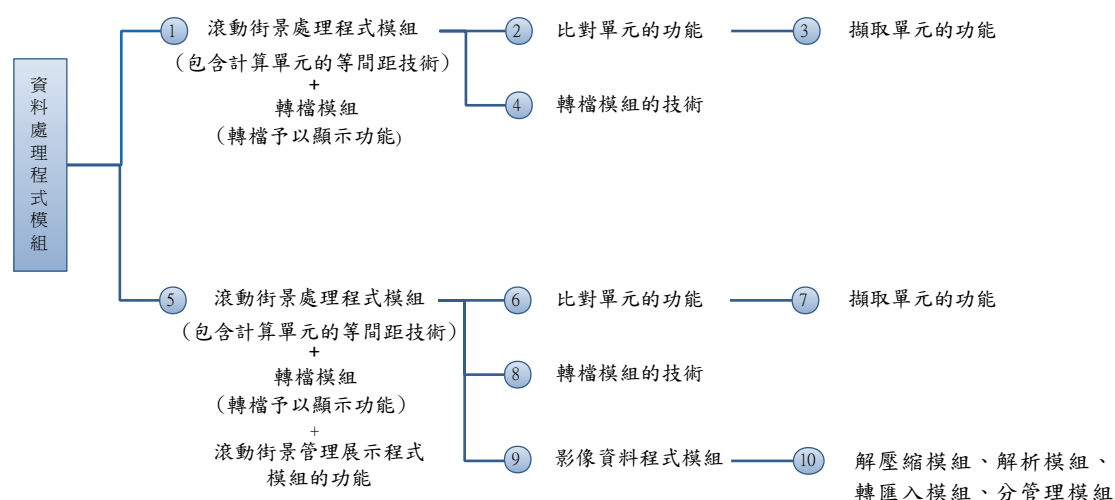 資料處理程式模組
1 滾動街景處理程式模組
(包含計算單元的等間距技術)
+
轉檔模組
(轉檔予以顯示功能)
2 比對單元的功能
3 擷取單元的功能
4 轉檔模組的技術
5 滾動街景處理程式模組
(包含計算單元的等間距技術)
+
轉檔模組
(轉檔予以顯示功能)
+
滾動街景管理展示程式
模組的功能
6 比對單元的功能
7 擷取單元的功能
8 轉檔模組的技術
9 影像資料程式模組
10 解壓縮模組、解析模組、
轉匯入模組、分管理模組